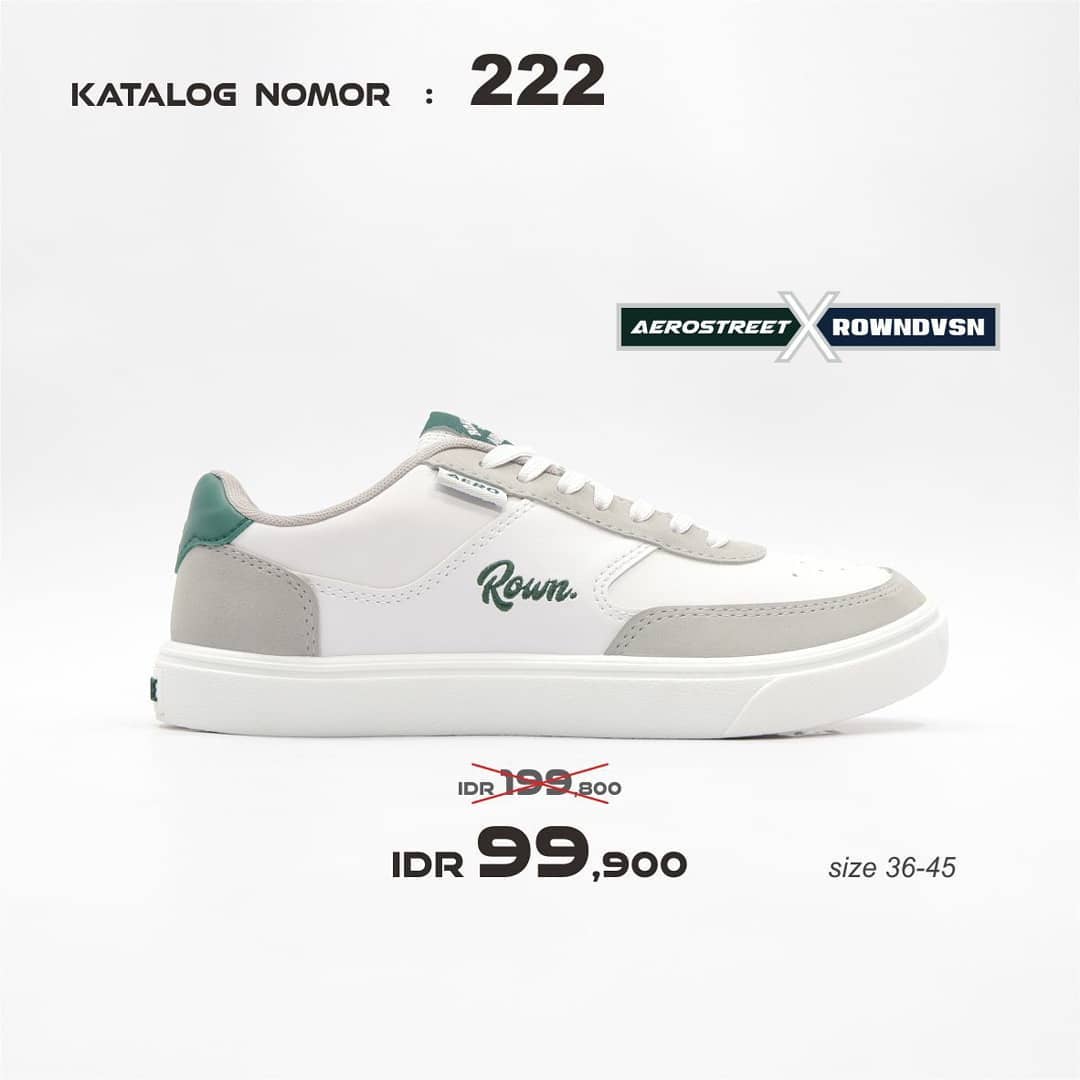 KATALOG NOMOR : 222
AEROSTREET X ROWNDVSN
AERO
Rown.
IDR 199,800
IDR 99,900
size 36-45